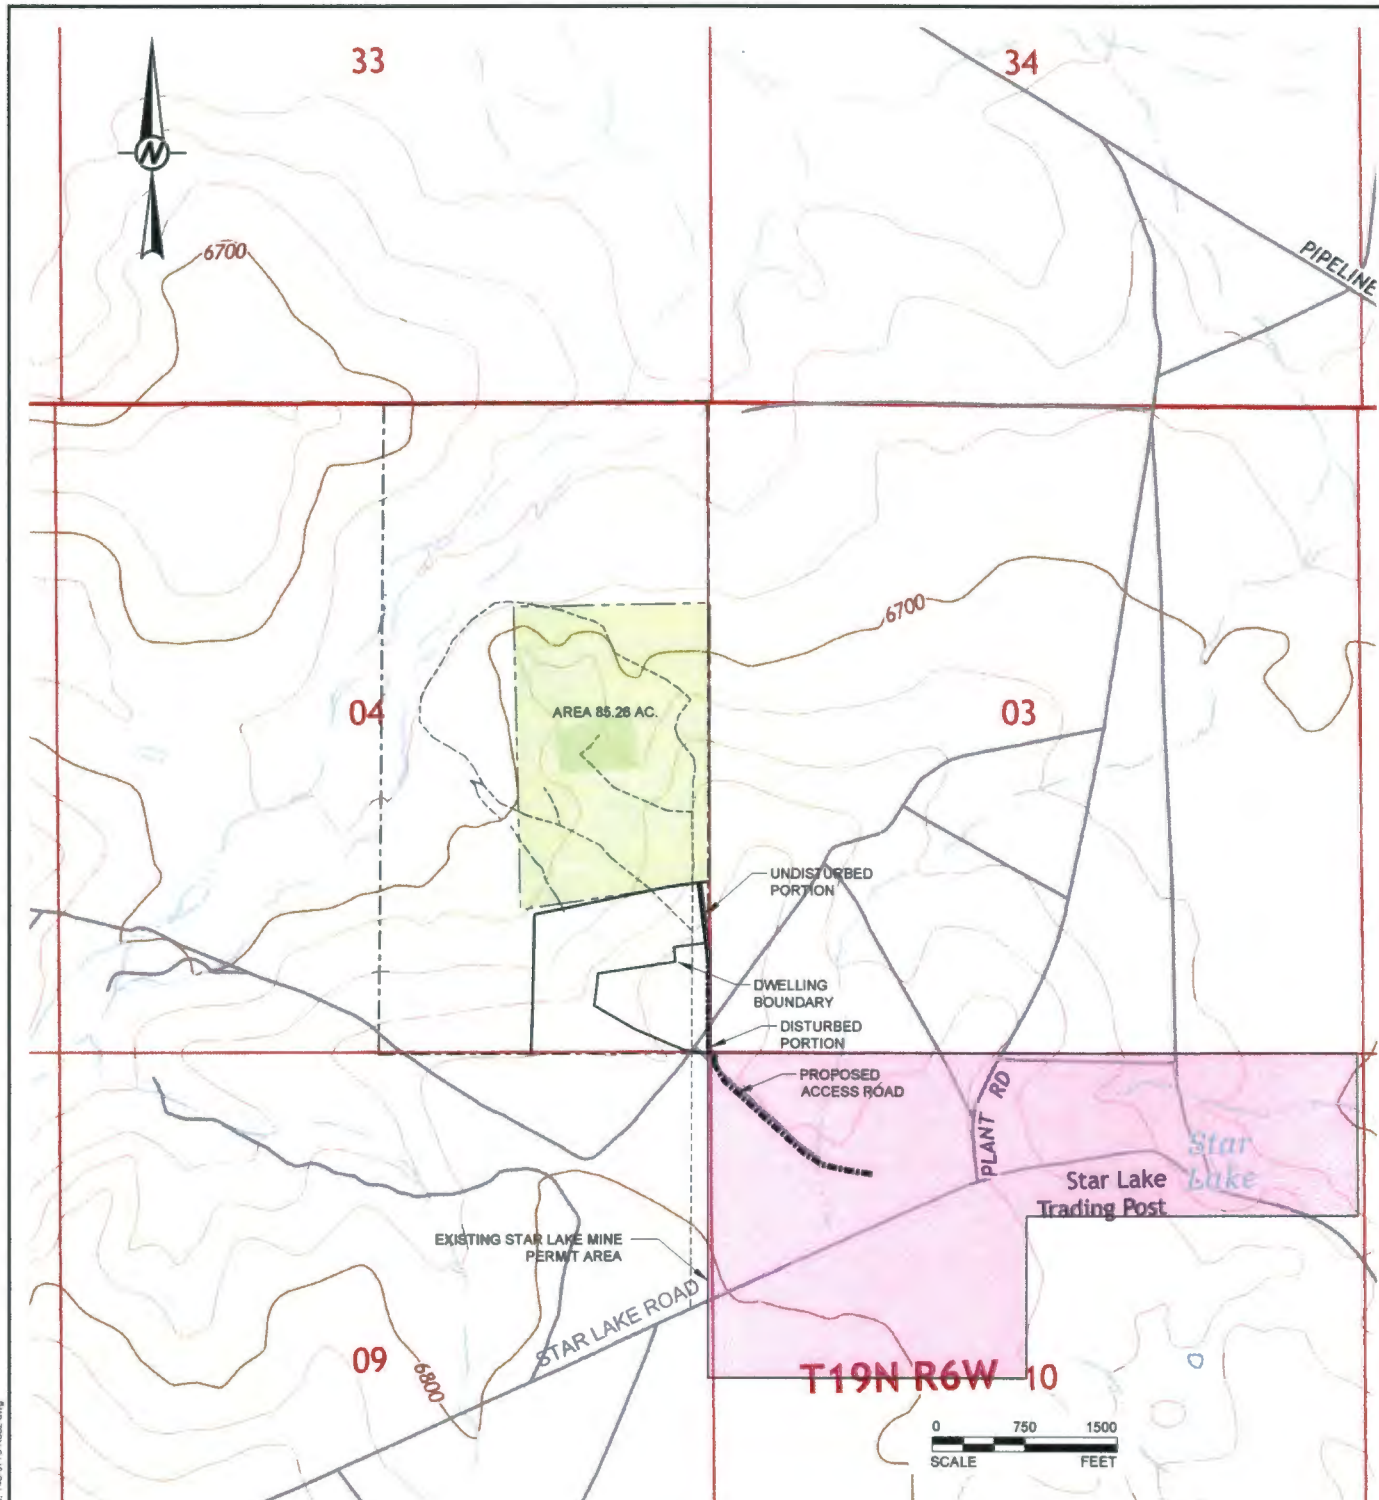 33
34
N
6700
PIPELINE
6700
AREA 85.26 AC.
04
03
UNDISTURBED
PORTION
DWELLING
BOUNDARY
DISTURBED
PORTION
PROPOSED
ACCESS ROAD
PLANT RD
Star
Lake
Star Lake
Trading Post
EXISTING STAR LAKE MINE
PERMIT AREA
STAR LAKE ROAD
09
6800
T19N R6W 10
0 750 1500
SCALE FEET